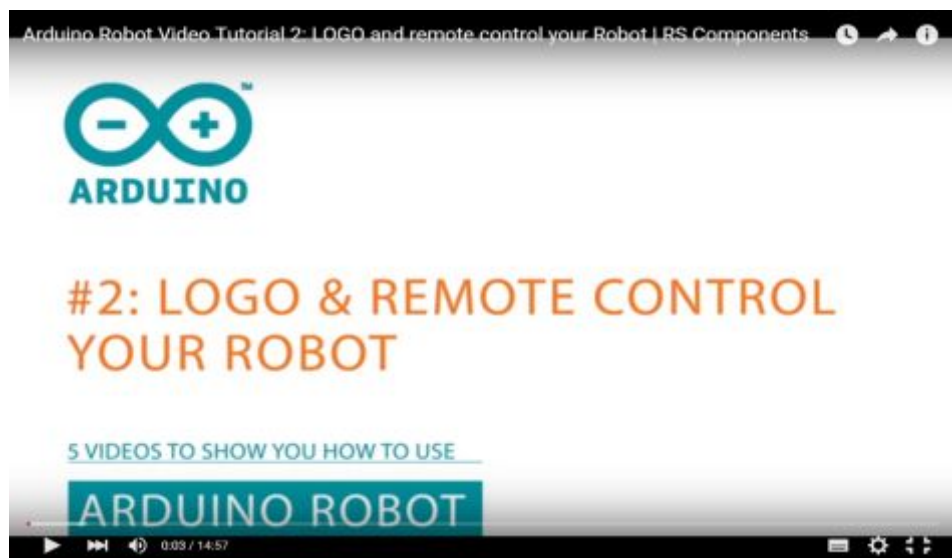 Arduino Robot Video Tutorial 2: LOGO and remote control your Robot | RS Components
TM
ARDUINO
#2: LOGO & REMOTE CONTROL
YOUR ROBOT
5 VIDEOS TO SHOW YOU HOW TO USE
ARDUINO ROBOT
0:03 / 14:57